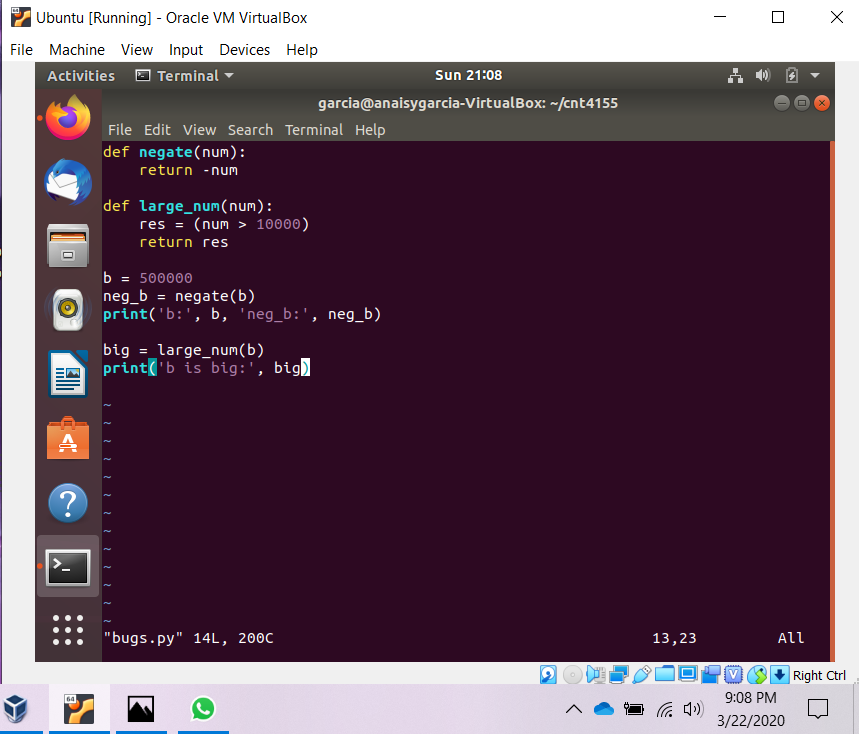 Ubuntu [Running] - Oracle VM VirtualBox
File Machine View Input Devices Help
Activities Terminal Sun 21:08
garcia@anaisygarcia-VirtualBox: ~/cnt4155
File Edit View Search Terminal Help
def negate(num):
    return -num
def large_num(num):
    res = (num > 10000)
    return res
b = 500000
neg_b = negate(b)
print('b:', b, 'neg_b:', neg_b)
big = large_num(b)
print('b is big:', big)
~
~
~
~
~
~
~
~
~
~
~
~
~
"bugs.py" 14L, 200C 13,23 All
Right Ctrl
64
9:08 PM
3/22/2020